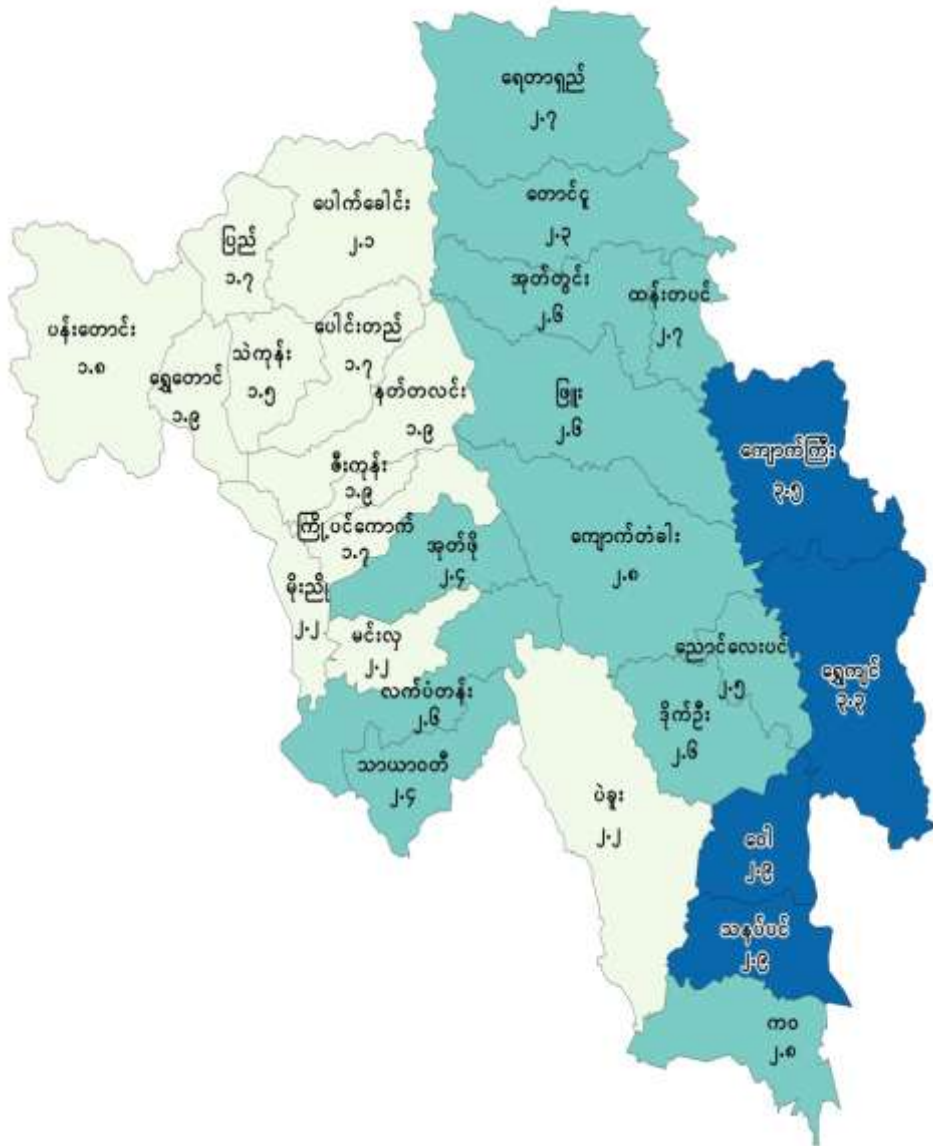 ရေတာရှည်
၂.၇
တောင်ငူ
၂.၃
ပေါက်ခေါင်း
၂.၁
ပြည်
၁.၇
အုတ်တွင်း
၂.၆
ထန်းတပင်
၂.၇
ပန်းတောင်း
၁.၈
ရွှေတောင်
၁.၉
သဲကုန်း
၁.၅
ပေါင်းတည်
၁.၇
နတ်တလင်း
၁.၉
ဖြူး
၂.၆
ကျောက်ကြီး
၃.၅
ဇီးကုန်း
၁.၉
ကြို့ပင်ကောက်
၁.၇
အုတ်ဖို
၂.၄
ကျောက်တံခါး
၂.၈
မိုးညို
၂.၂
မင်းလှ
၂.၂
ညောင်လေးပင်
၂.၅
ရွှေကျင်
၃.၃
လက်ပံတန်း
၂.၆
ဒိုက်ဦး
၂.၆
သာယာဝတီ
၂.၄
ပဲခူး
၂.၂
ဝေါ
၂.၉
သနပ်ပင်
၂.၉
ကဝ
၂.၈